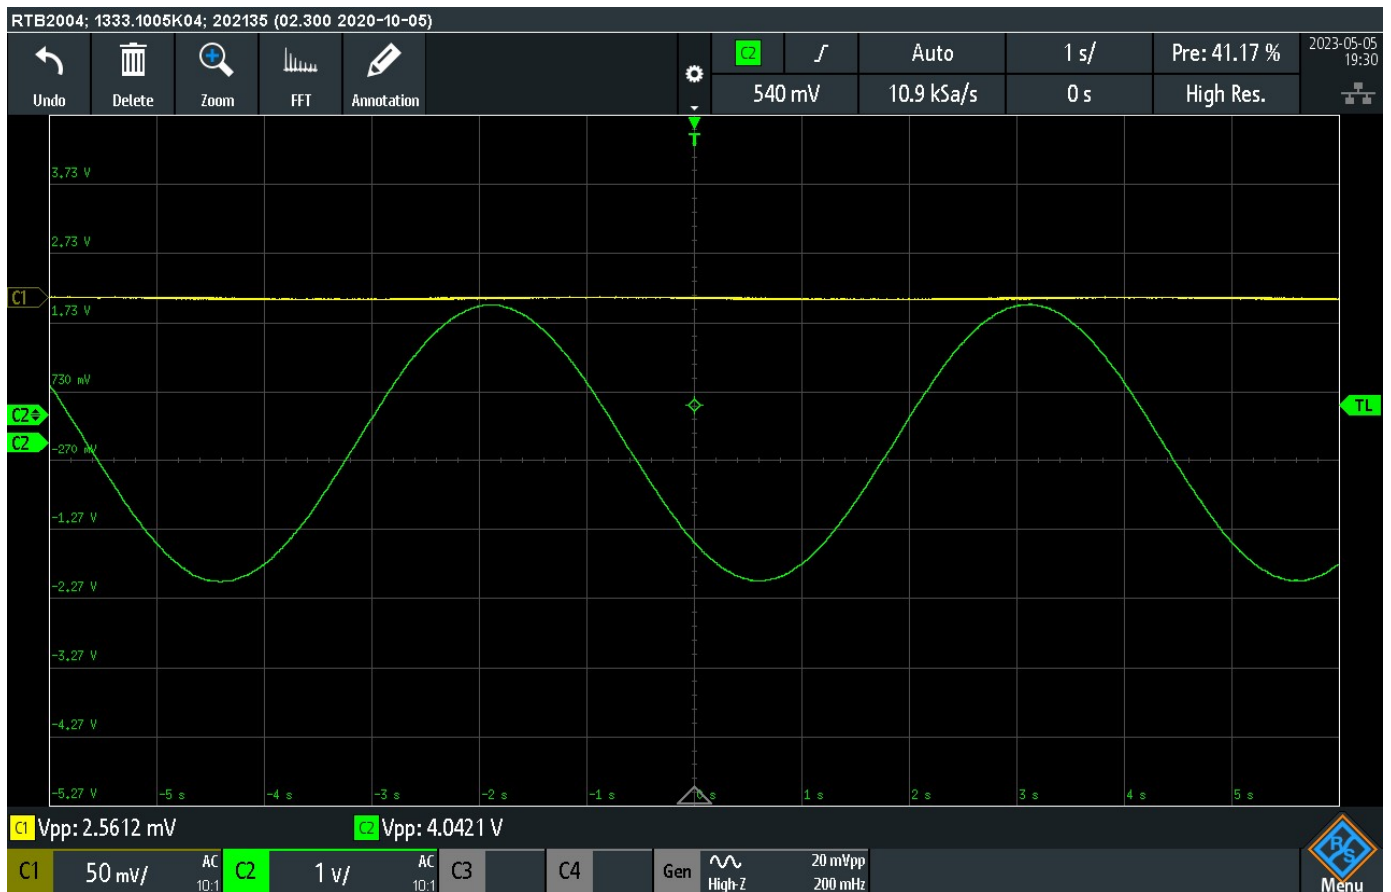 RTB2004; 1333.1005K04; 202135 (02.300 2020-10-05)
Undo Delete Zoom FFT Annotation
C2 Auto 1 s/ Pre: 41.17 % 2023-05-05
19:30
540 mV 10.9 kSa/s 0 s High Res.
T
3.73 V
2.73 V
C1
1.73 V
730 mV
C2
TL
C2
-270 mV
-1.27 V
-2.27 V
-3.27 V
-4.27 V
-5.27 V -5 s -4 s -3 s -2 s -1 s 0 s 1 s 2 s 3 s 4 s 5 s
C1 Vpp: 2.5612 mV C2 Vpp: 4.0421 V
C1 50 mV/ AC 10:1 C2 1 V/ AC 10:1 C3 C4 Gen High-Z 20 mVpp 200 mHz
R&S
Menu